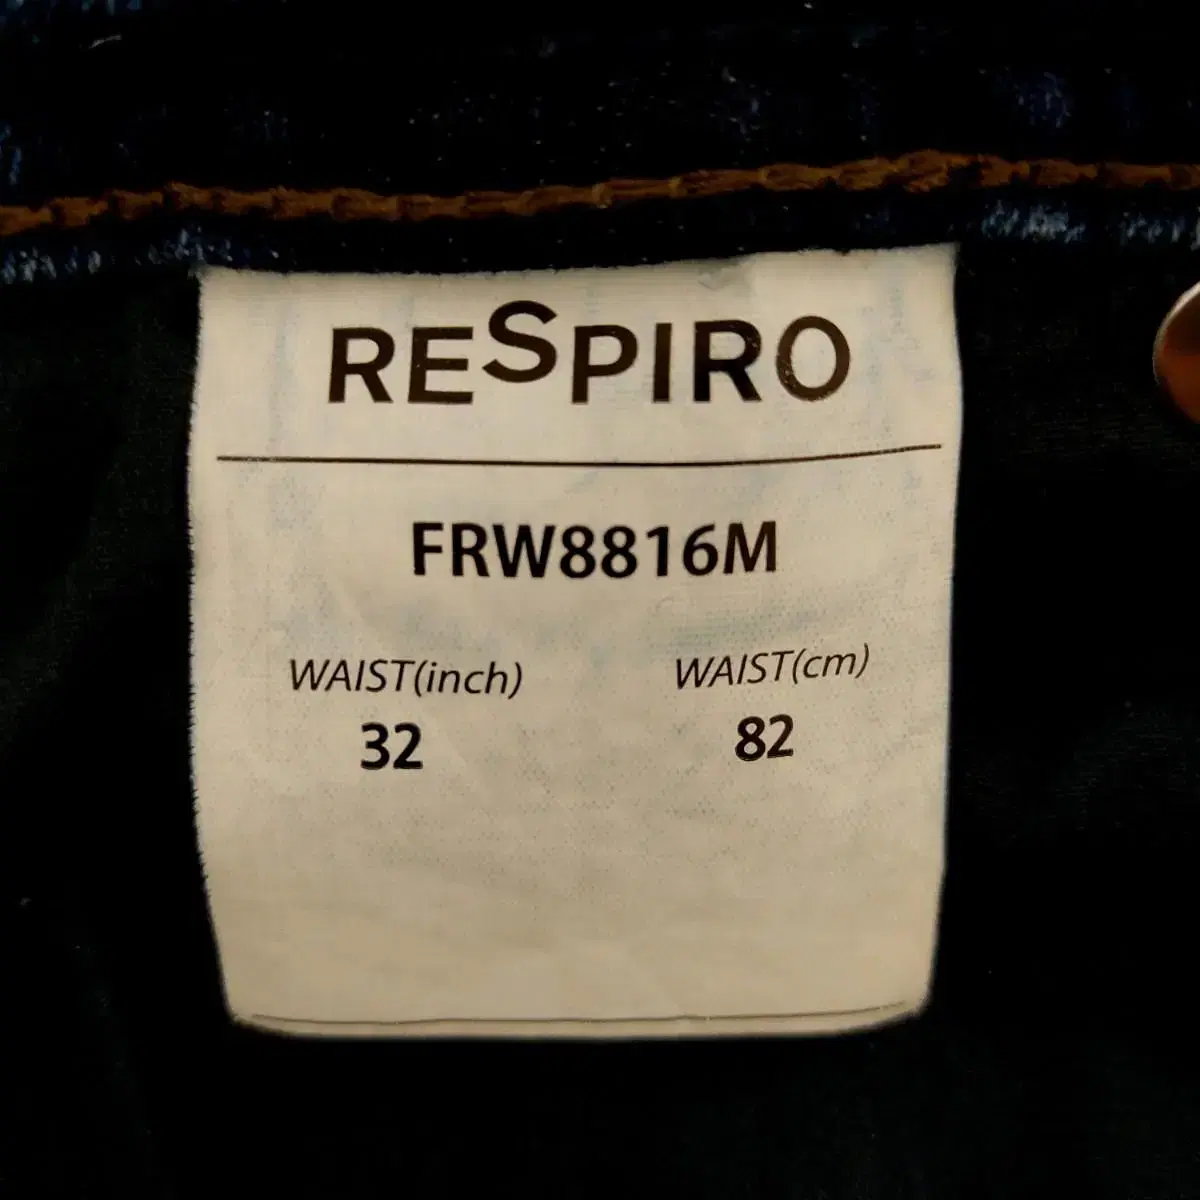 RESPIRO
FRW8816M
WAIST(inch) WAIST(cm)
32 82